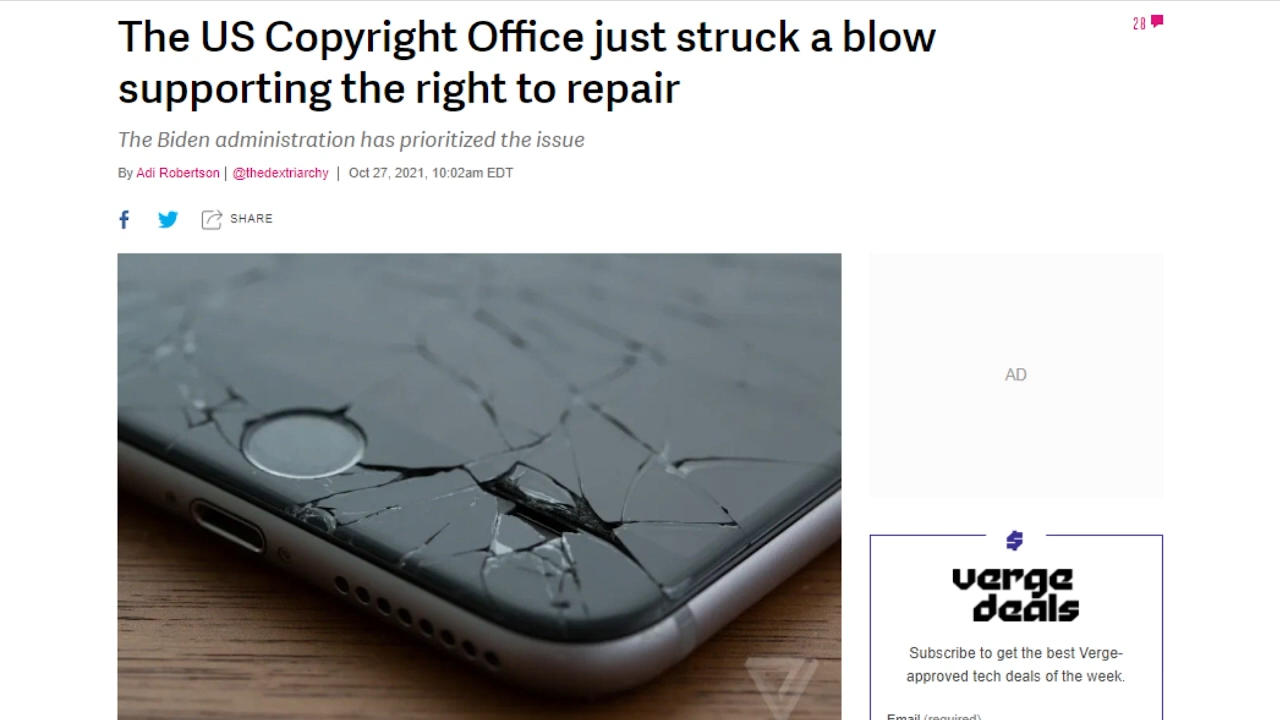 The US Copyright Office just struck a blow
supporting the right to repair
28
The Biden administration has prioritized the issue
By Adi Robertson | @thedextriarchy | Oct 27, 2021, 10:02am EDT
SHARE
AD
verge
deals
Subscribe to get the best Verge-
approved tech deals of the week.
Email (required)